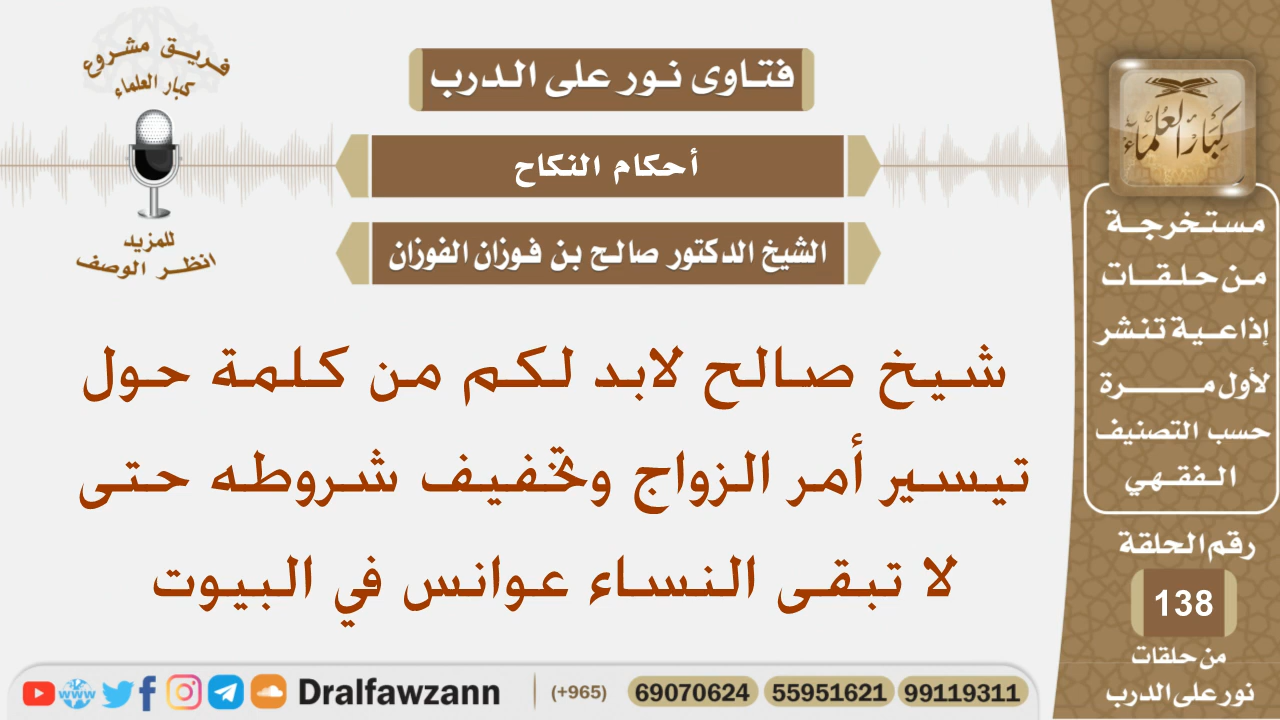 فريق مشروع
كبار العلماء
للمزيد
انظر الوصف
فتاوى نور على الدرب
أحكام النكاح
الشيخ الدكتور صالح بن فوزان الفوزان
شيخ صالح لابد لكم من كلمة حول
تيسير أمر الزواج وتخفيف شروطه حتى
لا تبقى النساء عوانس في البيوت
كبار العلماء
مستخرجة
من حلقات
إذاعية تنشر
لأول مرة
حسب التصنيف
الفقهي
رقم الحلقة
138
من حلقات
نور على الدرب
www Dralfawzann (+965) 69070624 55951621 99119311